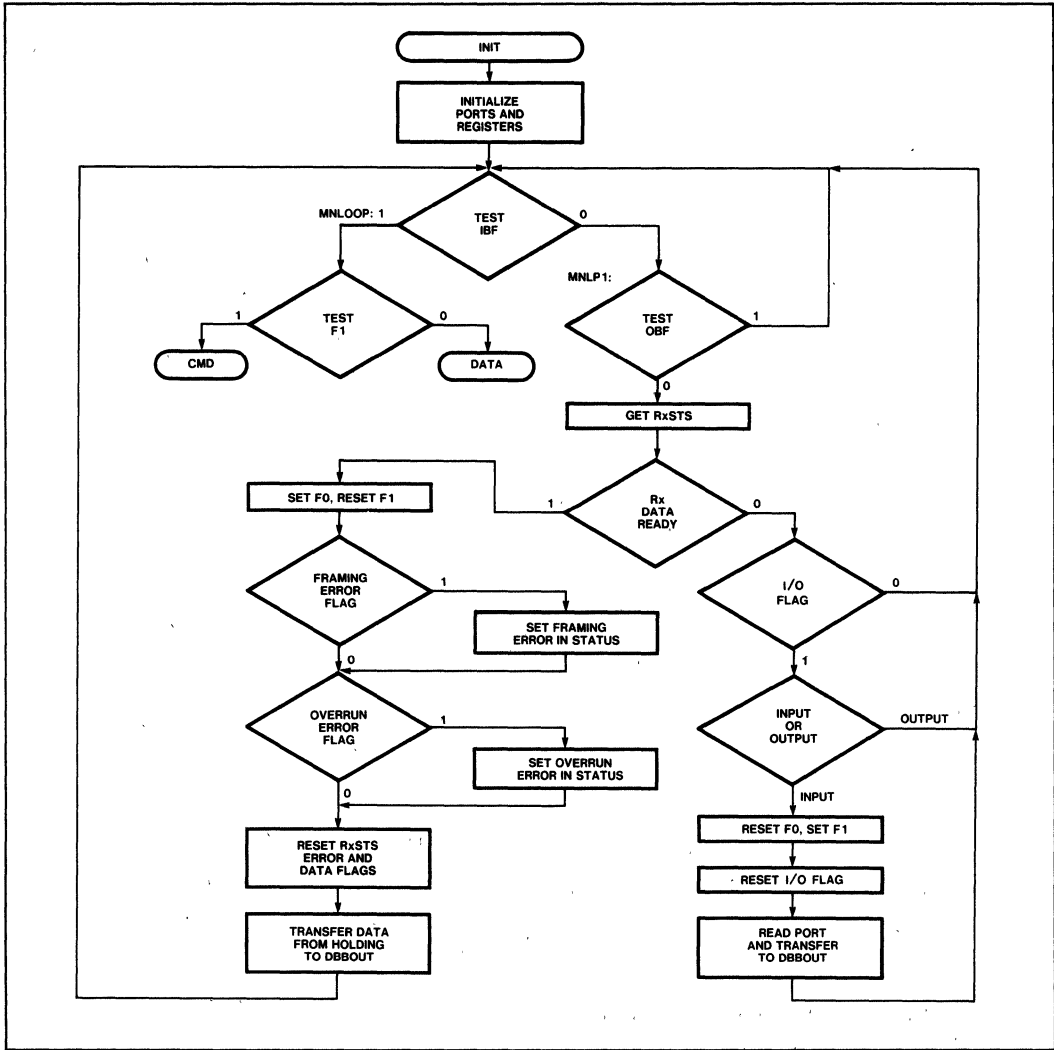 INIT
INITIALIZE
PORTS AND
REGISTERS
MNLOOP: 1
TEST
IBF
0
MNLP1:
1
TEST
F1
0
TEST
OBF
1
CMD
DATA
0
GET RxSTS
SET F0, RESET F1
1
Rx
DATA
READY
0
FRAMING
ERROR
FLAG
1
I/O
FLAG
0
SET FRAMING
ERROR IN STATUS
0
1
OVERRUN
ERROR
FLAG
1
INPUT
OR
OUTPUT
OUTPUT
SET OVERRUN
ERROR IN STATUS
0
INPUT
RESET RxSTS
ERROR AND
DATA FLAGS
RESET F0, SET F1
RESET I/O FLAG
TRANSFER DATA
FROM HOLDING
TO DBBOUT
READ PORT
AND TRANSFER
TO DBBOUT